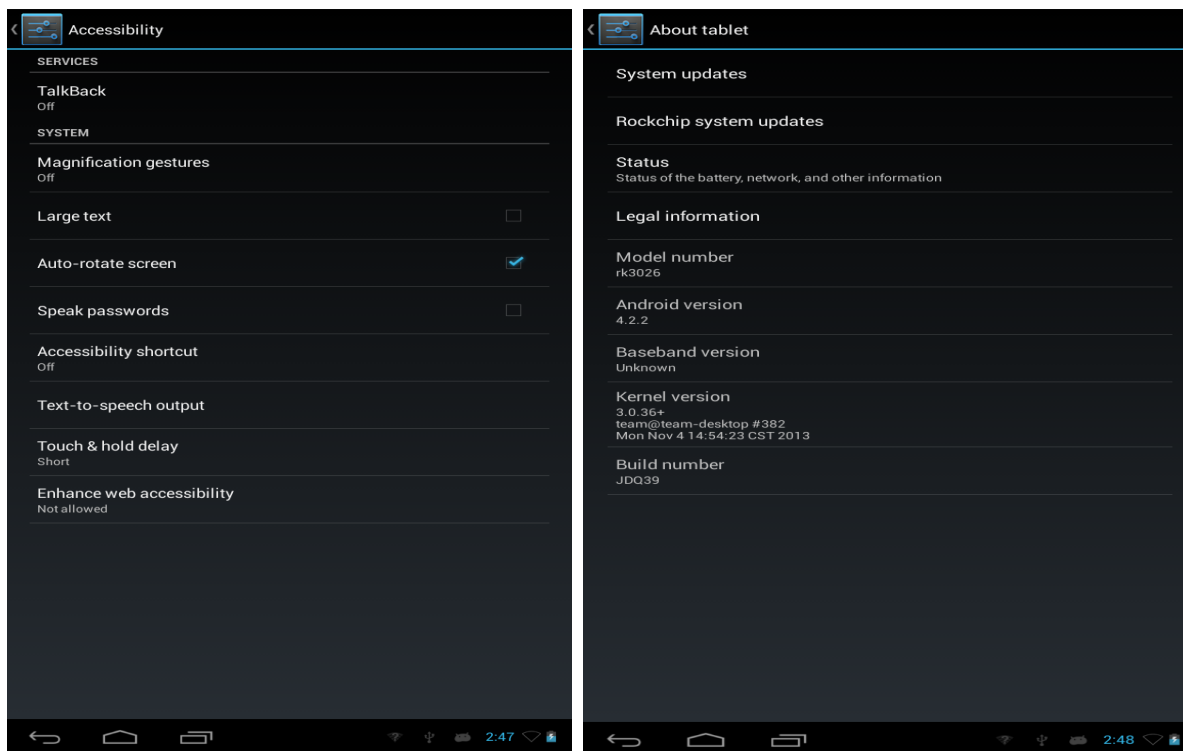 Accessibility
SERVICES
TalkBack
Off
SYSTEM
Magnification gestures
Off
Large text
Auto-rotate screen
Speak passwords
Accessibility shortcut
Off
Text-to-speech output
Touch & hold delay
Short
Enhance web accessibility
Not allowed
2:47
About tablet
System updates
Rockchip system updates
Status
Status of the battery, network, and other information
Legal information
Model number
rk3026
Android version
4.2.2
Baseband version
Unknown
Kernel version
3.0.36+
team@team-desktop #382
Mon Nov 4 14:54:23 CST 2013
Build number
JDQ39
2:48